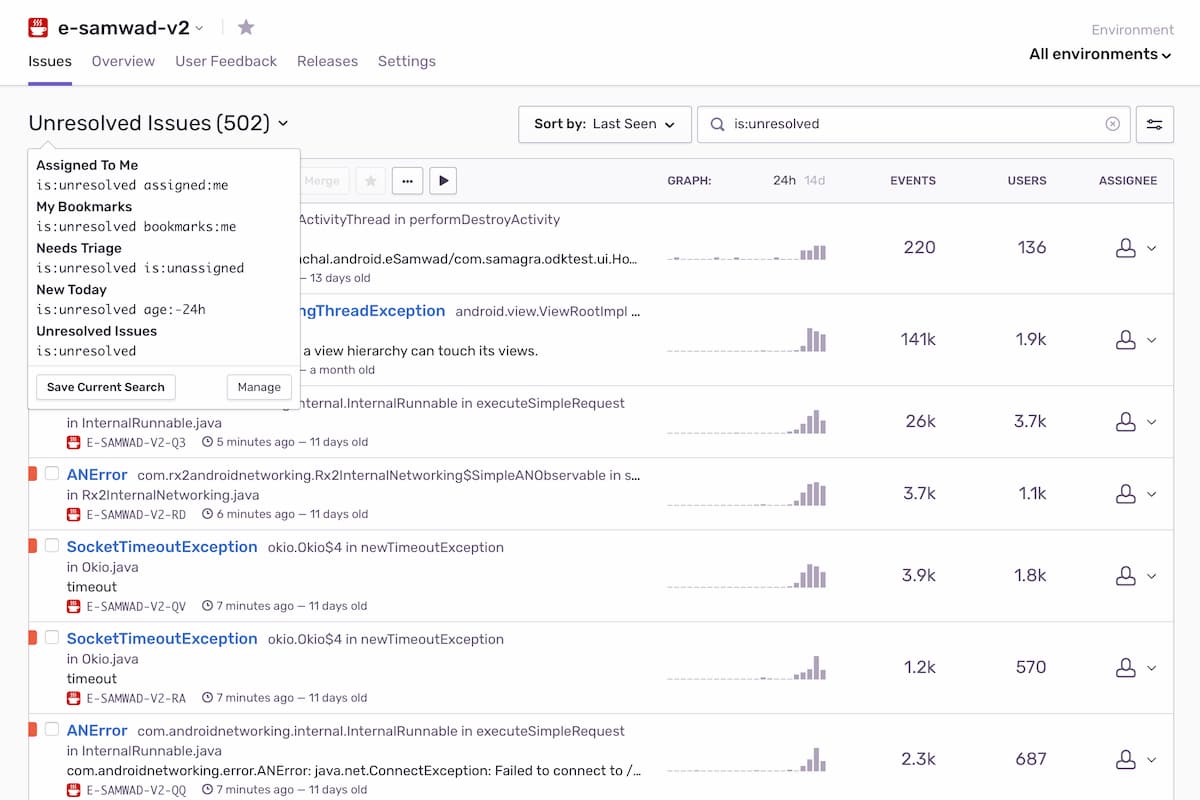 e-samwad-v2
Environment
All environments
Issues Overview User Feedback Releases Settings
Unresolved Issues (502)
Sort by: Last Seen
is:unresolved
Assigned To Me
is:unresolved assigned:me
My Bookmarks
is:unresolved bookmarks:me
Needs Triage
is:unresolved is:unassigned
New Today
is:unresolved age:-24h
Unresolved Issues
is:unresolved
Save Current Search Manage
Merge GRAPH: 24h 14d EVENTS USERS ASSIGNEE
ActivityThread in performDestroyActivity
chal.android.eSamwad/com.samagra.odktest.ui.Ho…
— 13 days old
220 136
ngThreadException android.view.ViewRootImpl …
a view hierarchy can touch its views.
— a month old
141k 1.9k
nternal.InternalRunnable in executeSimpleRequest
in InternalRunnable.java
E-SAMWAD-V2-Q3 5 minutes ago — 11 days old
26k 3.7k
ANError com.rx2androidnetworking.Rx2InternalNetworking$SimpleANObservable in s…
in Rx2InternalNetworking.java
E-SAMWAD-V2-RD 6 minutes ago — 11 days old
3.7k 1.1k
SocketTimeoutException okio.Okio$4 in newTimeoutException
in Okio.java
timeout
E-SAMWAD-V2-QV 7 minutes ago — 11 days old
3.9k 1.8k
SocketTimeoutException okio.Okio$4 in newTimeoutException
in Okio.java
timeout
E-SAMWAD-V2-RA 7 minutes ago — 11 days old
1.2k 570
ANError com.androidnetworking.internal.InternalRunnable in executeSimpleRequest
in InternalRunnable.java
com.androidnetworking.error.ANError: java.net.ConnectException: Failed to connect to /…
E-SAMWAD-V2-QQ 7 minutes ago — 11 days old
2.3k 687